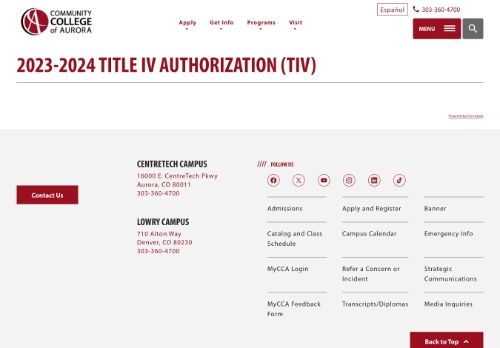 COMMUNITY
COLLEGE
of AURORA
Apply
Get Info
Programs
Visit
Español
303-360-4700
MENU
2023-2024 TITLE IV AUTHORIZATION (TIV)
Powered by Formstack
Contact Us
CENTRETECH CAMPUS
16000 E. CentreTech Pkwy
Aurora, CO 80011
303-360-4700
LOWRY CAMPUS
710 Alton Way
Denver, CO 80230
303-360-4700
//// FOLLOW US
Admissions
Apply and Register
Banner
Catalog and Class
Schedule
Campus Calendar
Emergency Info
MyCCA Login
Refer a Concern or
Incident
Strategic
Communications
MyCCA Feedback
Form
Transcripts/Diplomas
Media Inquiries
Back to Top